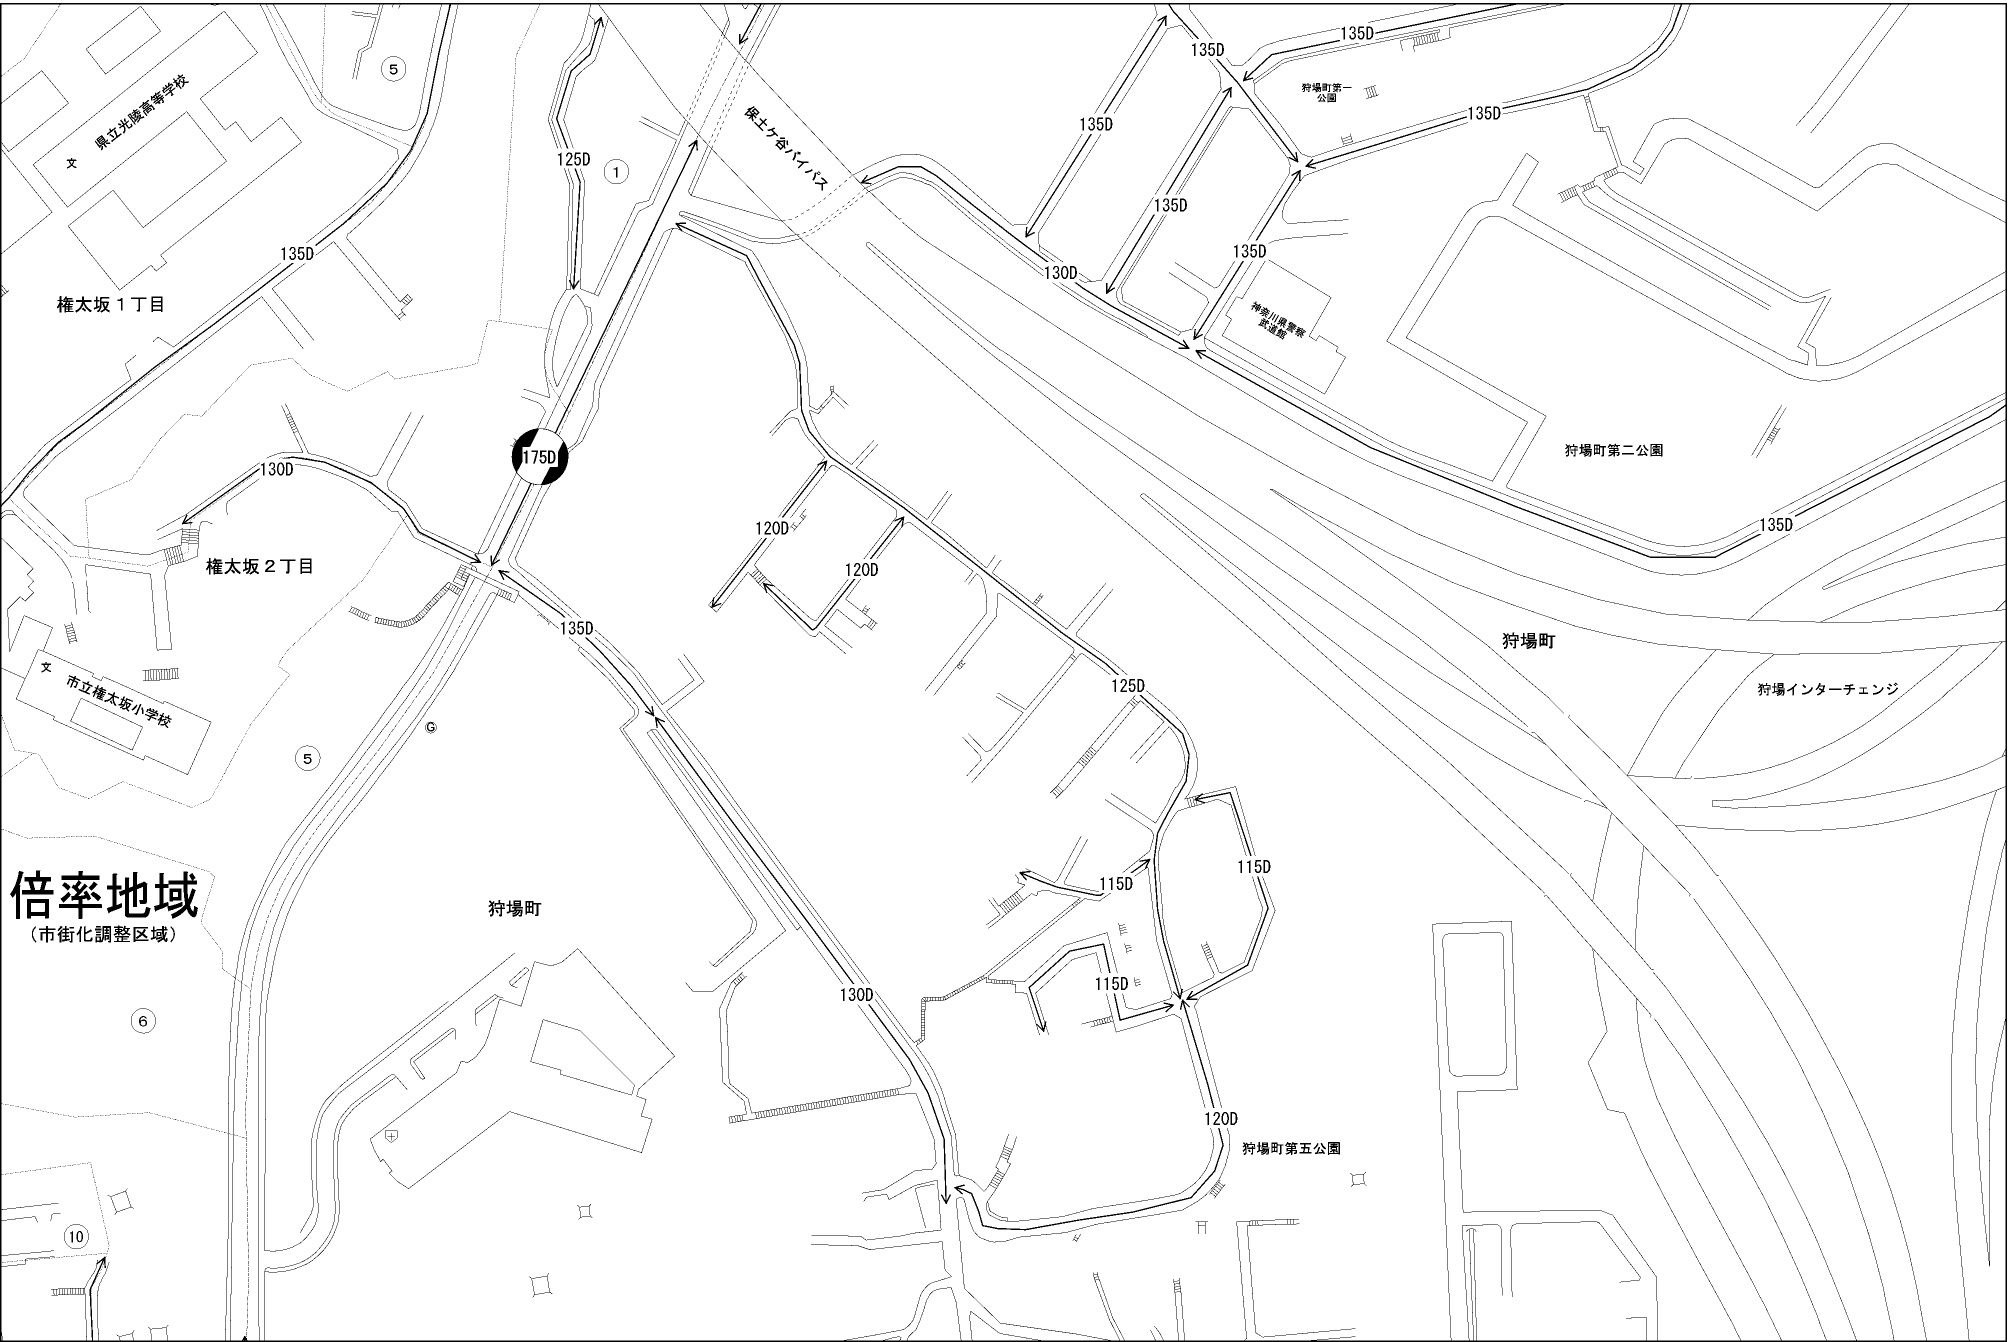 135D
135D
5
県立光陵高等学校
文
狩場町第一
公園
保土ケ谷バイパス
135D
135D
125D
1
135D
135D
135D
130D
権太坂1丁目
神奈川県警察
武道館
狩場町第二公園
175D
130D
120D
135D
権太坂2丁目
120D
135D
狩場町
文
市立権太坂小学校
125D
狩場インターチェンジ
G
5
115D
115D
倍率地域
(市街化調整区域)
狩場町
115D
130D
6
120D
狩場町第五公園
10